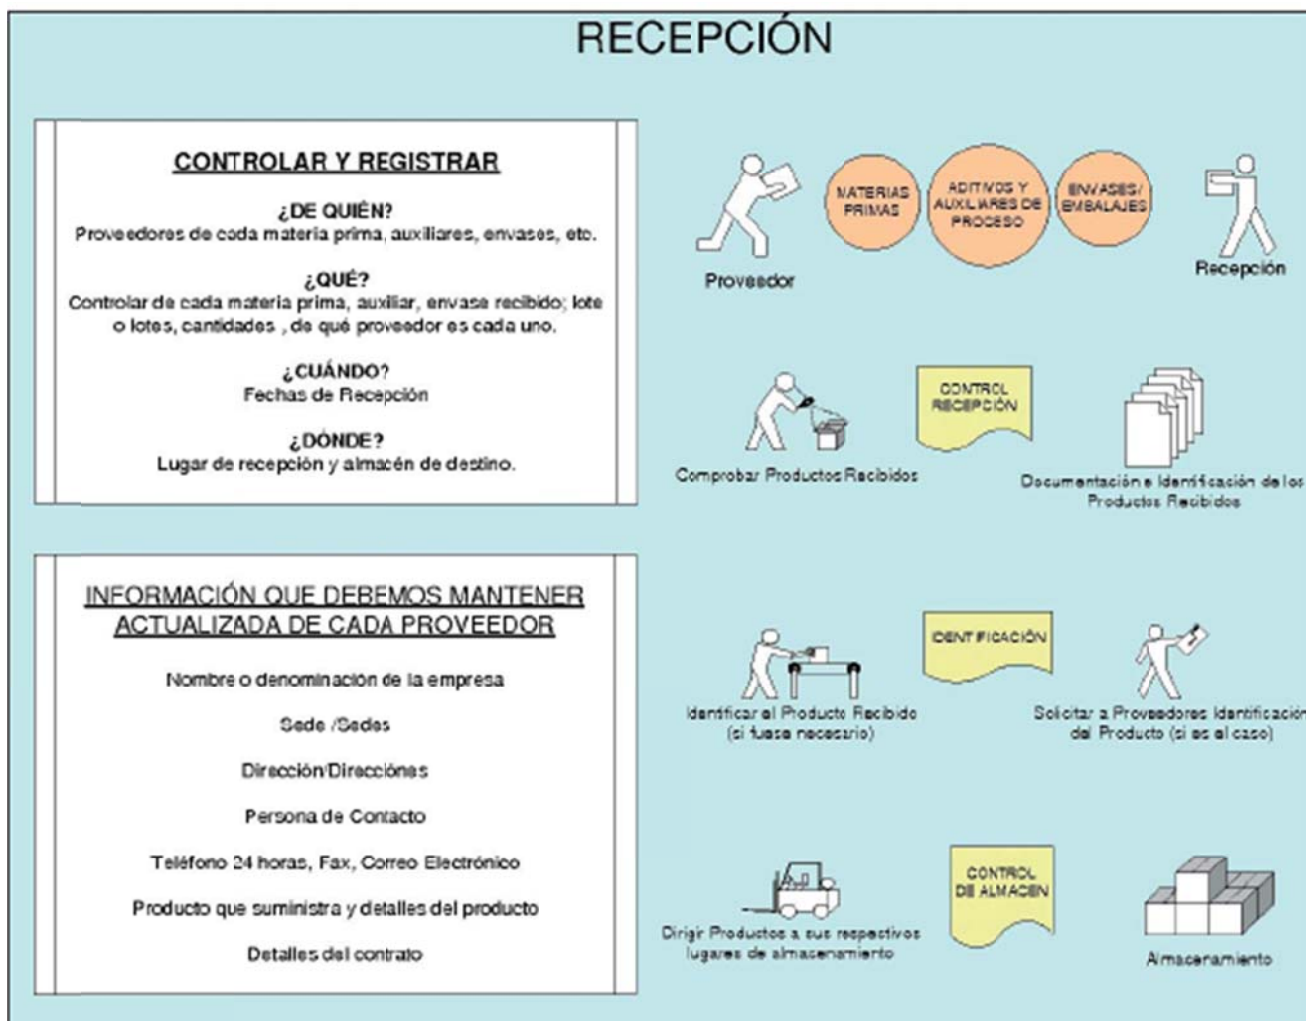 RECEPCIÓN
CONTROLAR Y REGISTRAR
¿DE QUIÉN?
Proveedores de cada materia prima, auxiliares, envases, etc.
¿QUÉ?
Controlar de cada materia prima, auxiliar, envase recibido; lote
o lotes, cantidades , de qué proveedor es cada uno.
¿CUÁNDO?
Fechas de Recepción
¿DÓNDE?
Lugar de recepción y almacén de destino.
INFORMACIÓN QUE DEBEMOS MANTENER
ACTUALIZADA DE CADA PROVEEDOR
Nombre o denominación de la empresa
Sede /Sedes
Dirección/Direcciónes
Persona de Contacto
Teléfono 24 horas, Fax, Correo Electrónico
Producto que suministra y detalles del producto
Detalles del contrato
Proveedor
MATERIAS
PRIMAS
ADITIVOS Y
AUXILIARES DE
PROCESO
ENVASES/
EMBALAJES
Recepción
Comprobar Productos Recibidos
CONTROL
RECEPCIÓN
Documentación e Identificación de los
Productos Recibidos
Identificar el Producto Recibido
(si fuese necesario)
IDENTIFICACIÓN
Solicitar a Proveedores Identificación
del Producto (si es el caso)
Dirigir Productos a sus respectivos
lugares de almacenamiento
CONTROL
DE ALMACEN
Almacenamiento